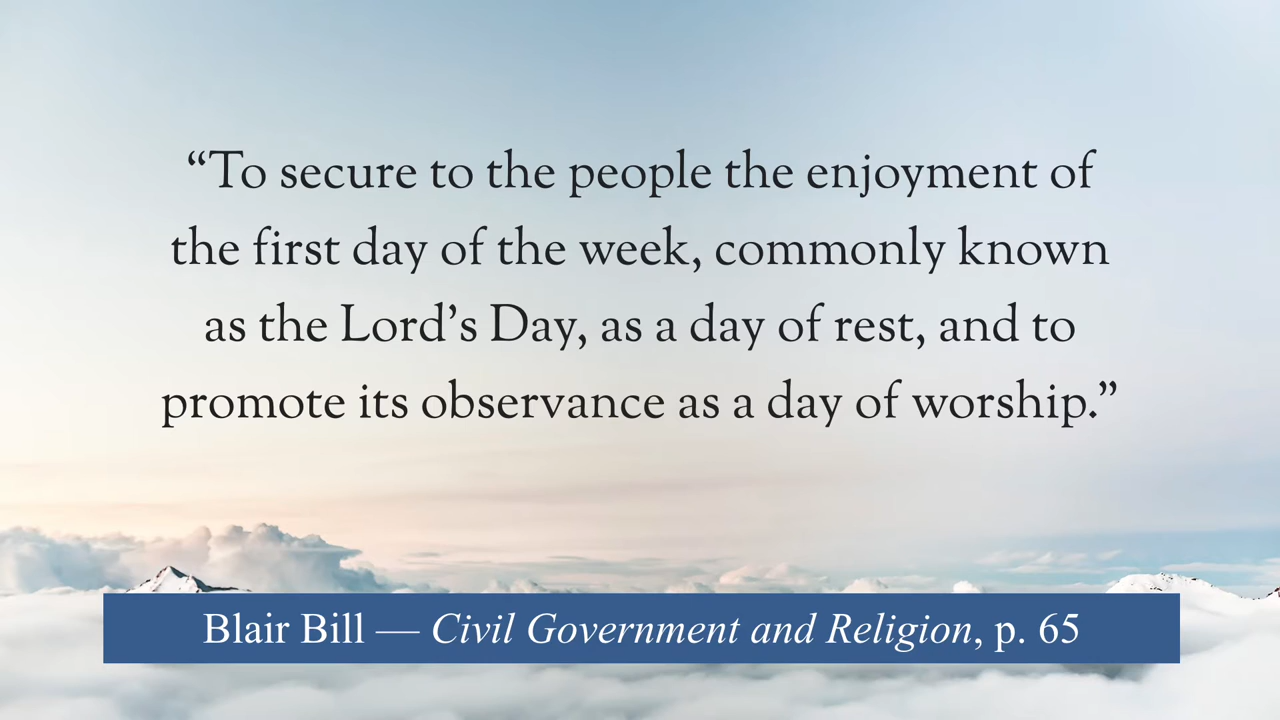 “To secure to the people the enjoyment of
the first day of the week, commonly known
as the Lord’s Day, as a day of rest, and to
promote its observance as a day of worship.”
Blair Bill — Civil Government and Religion, p. 65